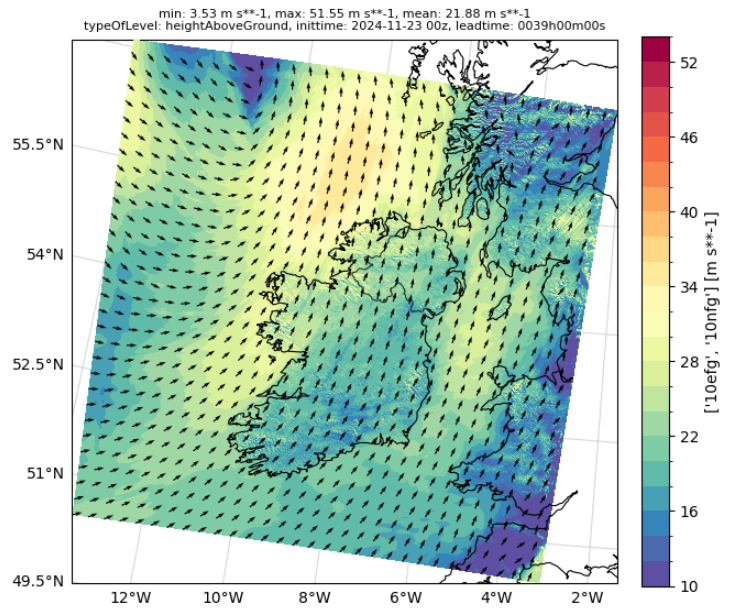 min: 3.53 m s**-1, max: 51.55 m s**-1, mean: 21.88 m s**-1
typeOfLevel: heightAboveGround, inittime: 2024-11-23 00z, leadtime: 0039h00m00s
55.5°N
54°N
52.5°N
51°N
49.5°N
12°W 10°W 8°W 6°W 4°W 2°W
52
46
40
34
28
22
16
10
['10efg', '10nfg'] [m s**-1]